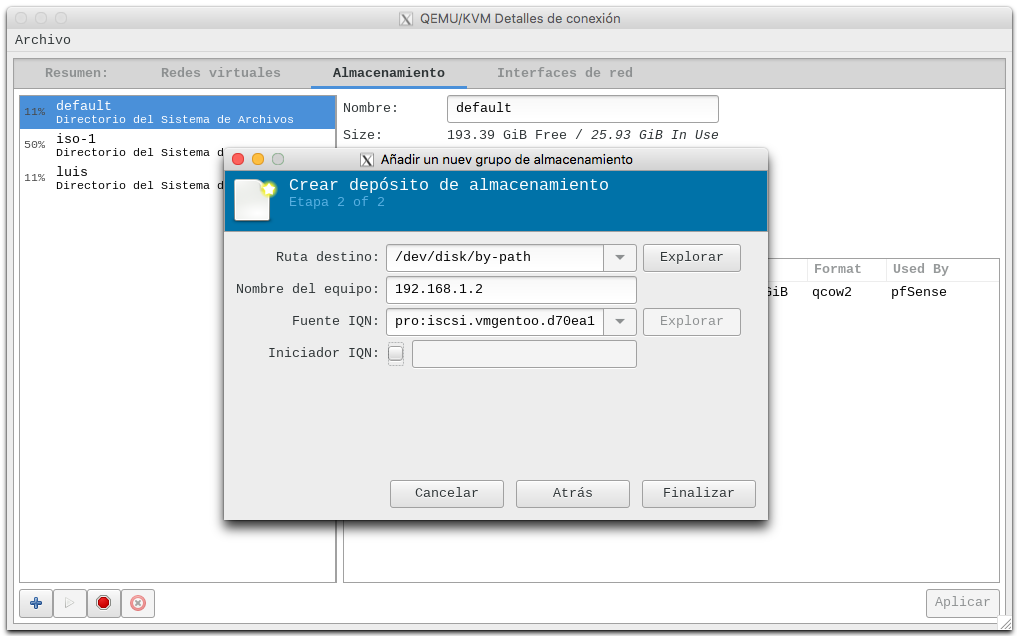 QEMU/KVM Detalles de conexión
Archivo
Resumen: Redes virtuales Almacenamiento Interfaces de red
11% default
Directorio del Sistema de Archivos
50% iso-1
Directorio del Sistema d
11% luis
Directorio del Sistema d
Nombre: default
Size: 193.39 GiB Free / 25.93 GiB In Use
Añadir un nuev grupo de almacenamiento
Crear depósito de almacenamiento
Etapa 2 of 2
Ruta destino: /dev/disk/by-path Explorar
Nombre del equipo: 192.168.1.2
Fuente IQN: pro:iscsi.vmgentoo.d70ea1 Explorar
Iniciador IQN:
Cancelar Atrás Finalizar
Format Used By
GiB qcow2 pfSense
Aplicar